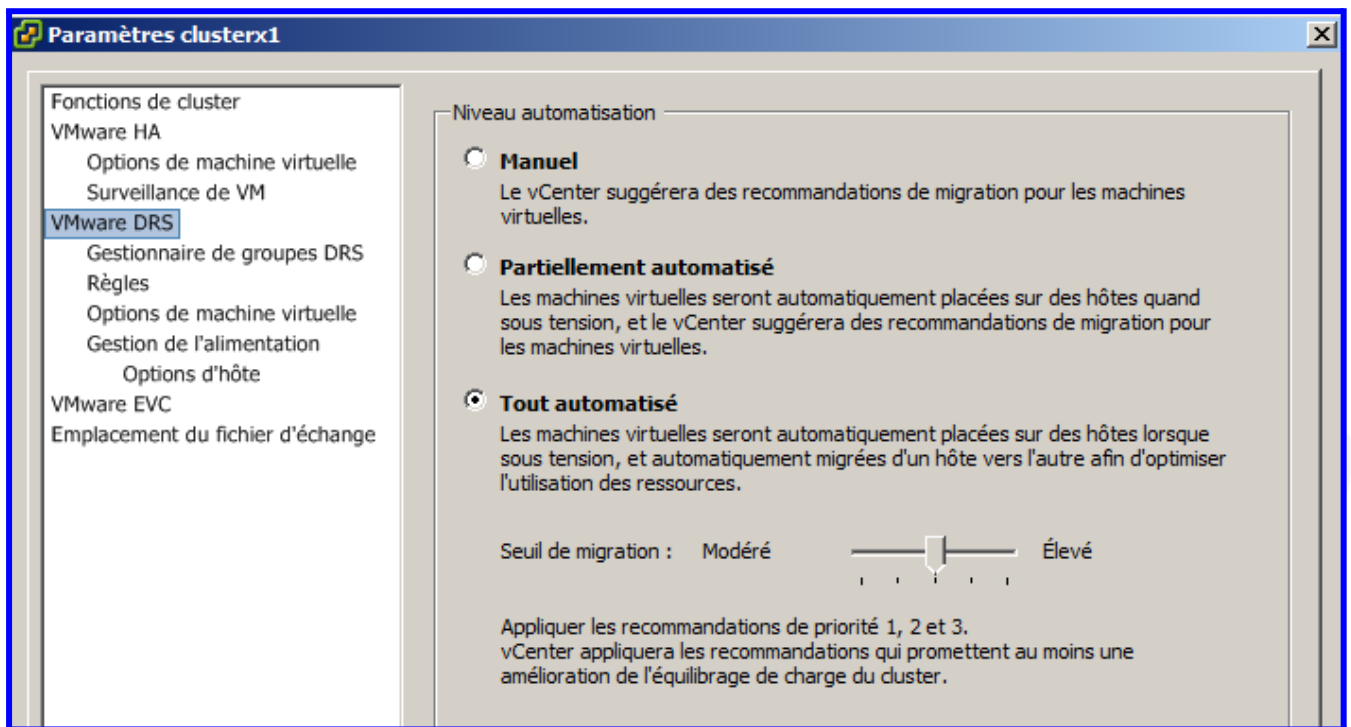 Paramètres clusterx1
Fonctions de cluster
VMware HA
Options de machine virtuelle
Surveillance de VM
VMware DRS
Gestionnaire de groupes DRS
Règles
Options de machine virtuelle
Gestion de l'alimentation
Options d'hôte
VMware EVC
Emplacement du fichier d'échange
Niveau automatisation
Manuel
Le vCenter suggérera des recommandations de migration pour les machines
virtuelles.
Partiellement automatisé
Les machines virtuelles seront automatiquement placées sur des hôtes quand
sous tension, et le vCenter suggérera des recommandations de migration pour
les machines virtuelles.
Tout automatisé
Les machines virtuelles seront automatiquement placées sur des hôtes lorsque
sous tension, et automatiquement migrées d'un hôte vers l'autre afin d'optimiser
l'utilisation des ressources.
Seuil de migration : Modéré Élevé
Appliquer les recommandations de priorité 1, 2 et 3.
vCenter appliquera les recommandations qui promettent au moins une
amélioration de l'équilibrage de charge du cluster.